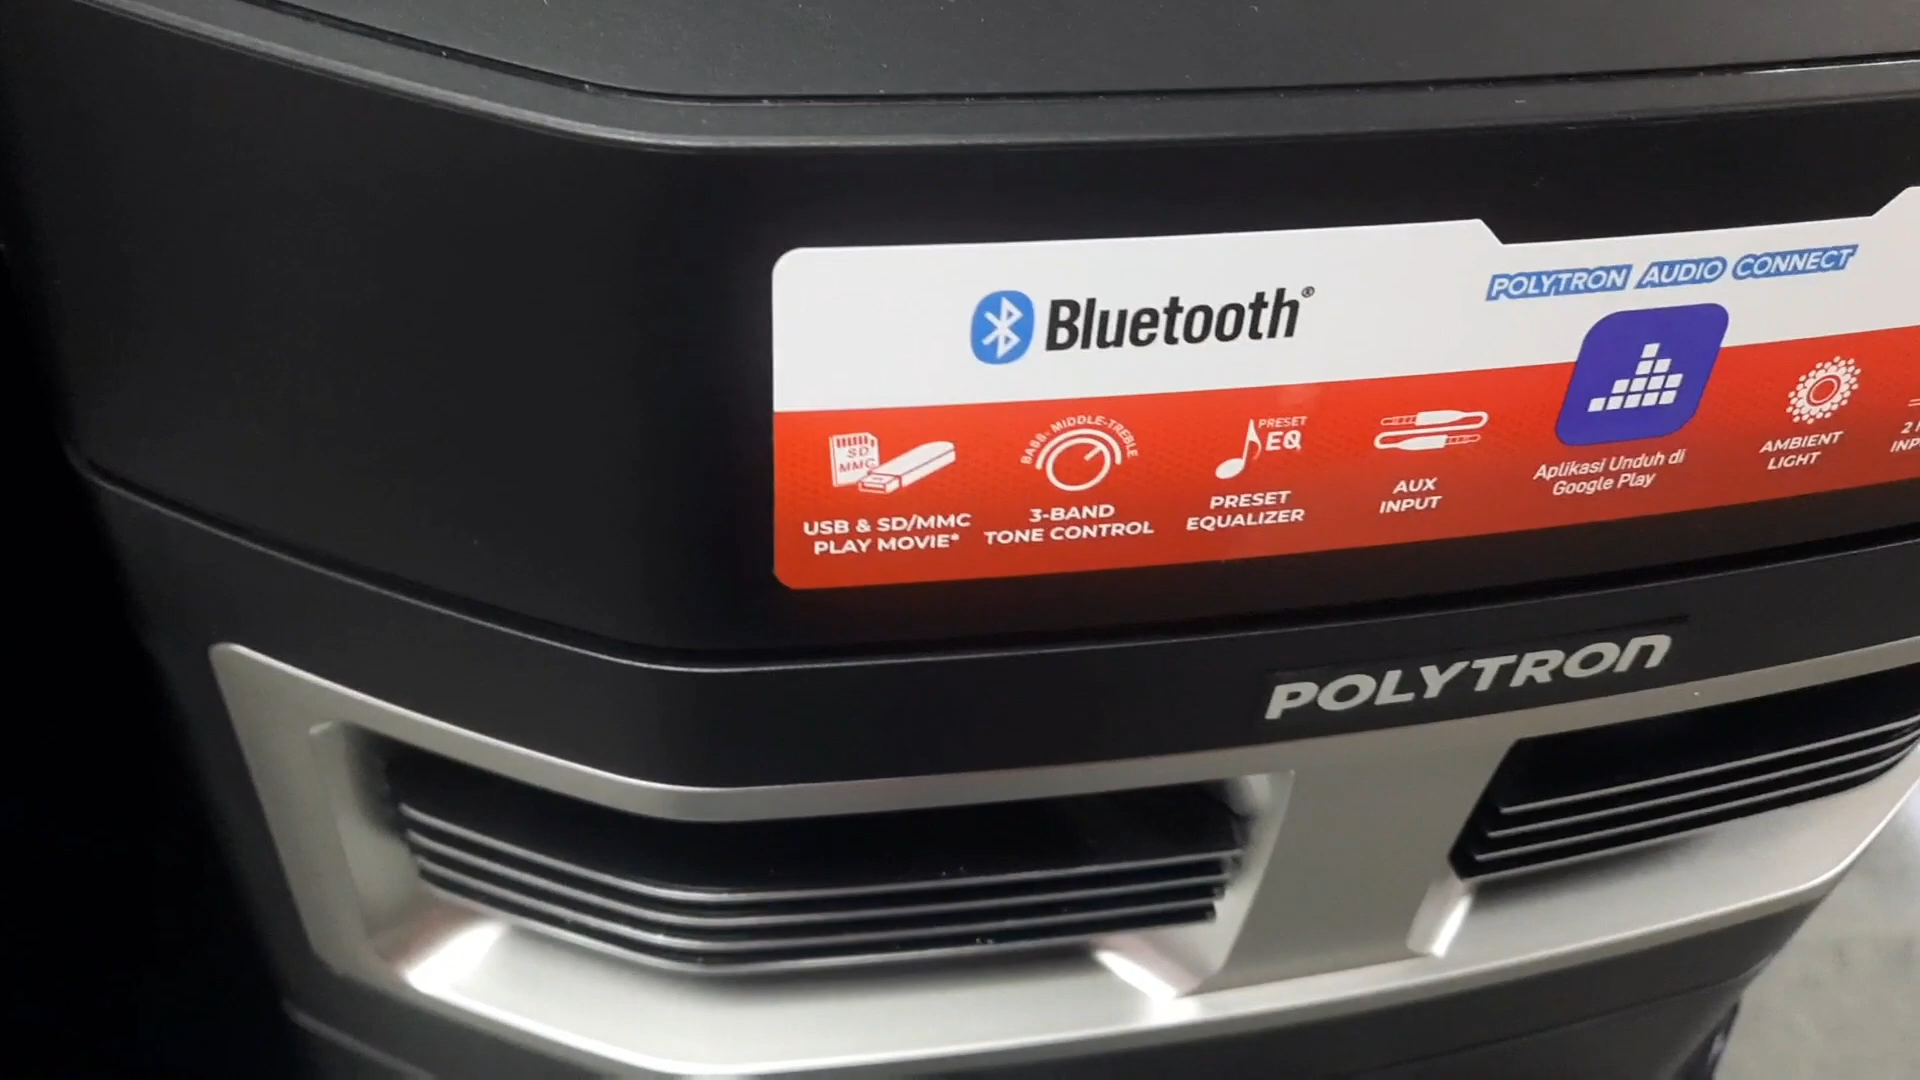 Bluetooth®
POLYTRON AUDIO CONNECT
SD
MMC
USB & SD/MMC
PLAY MOVIE*
BASS-MIDDLE-TREBLE
3-BAND
TONE CONTROL
PRESET
EQ
PRESET
EQUALIZER
AUX
INPUT
Aplikasi Unduh di
Google Play
AMBIENT
LIGHT
2
POLYTRON